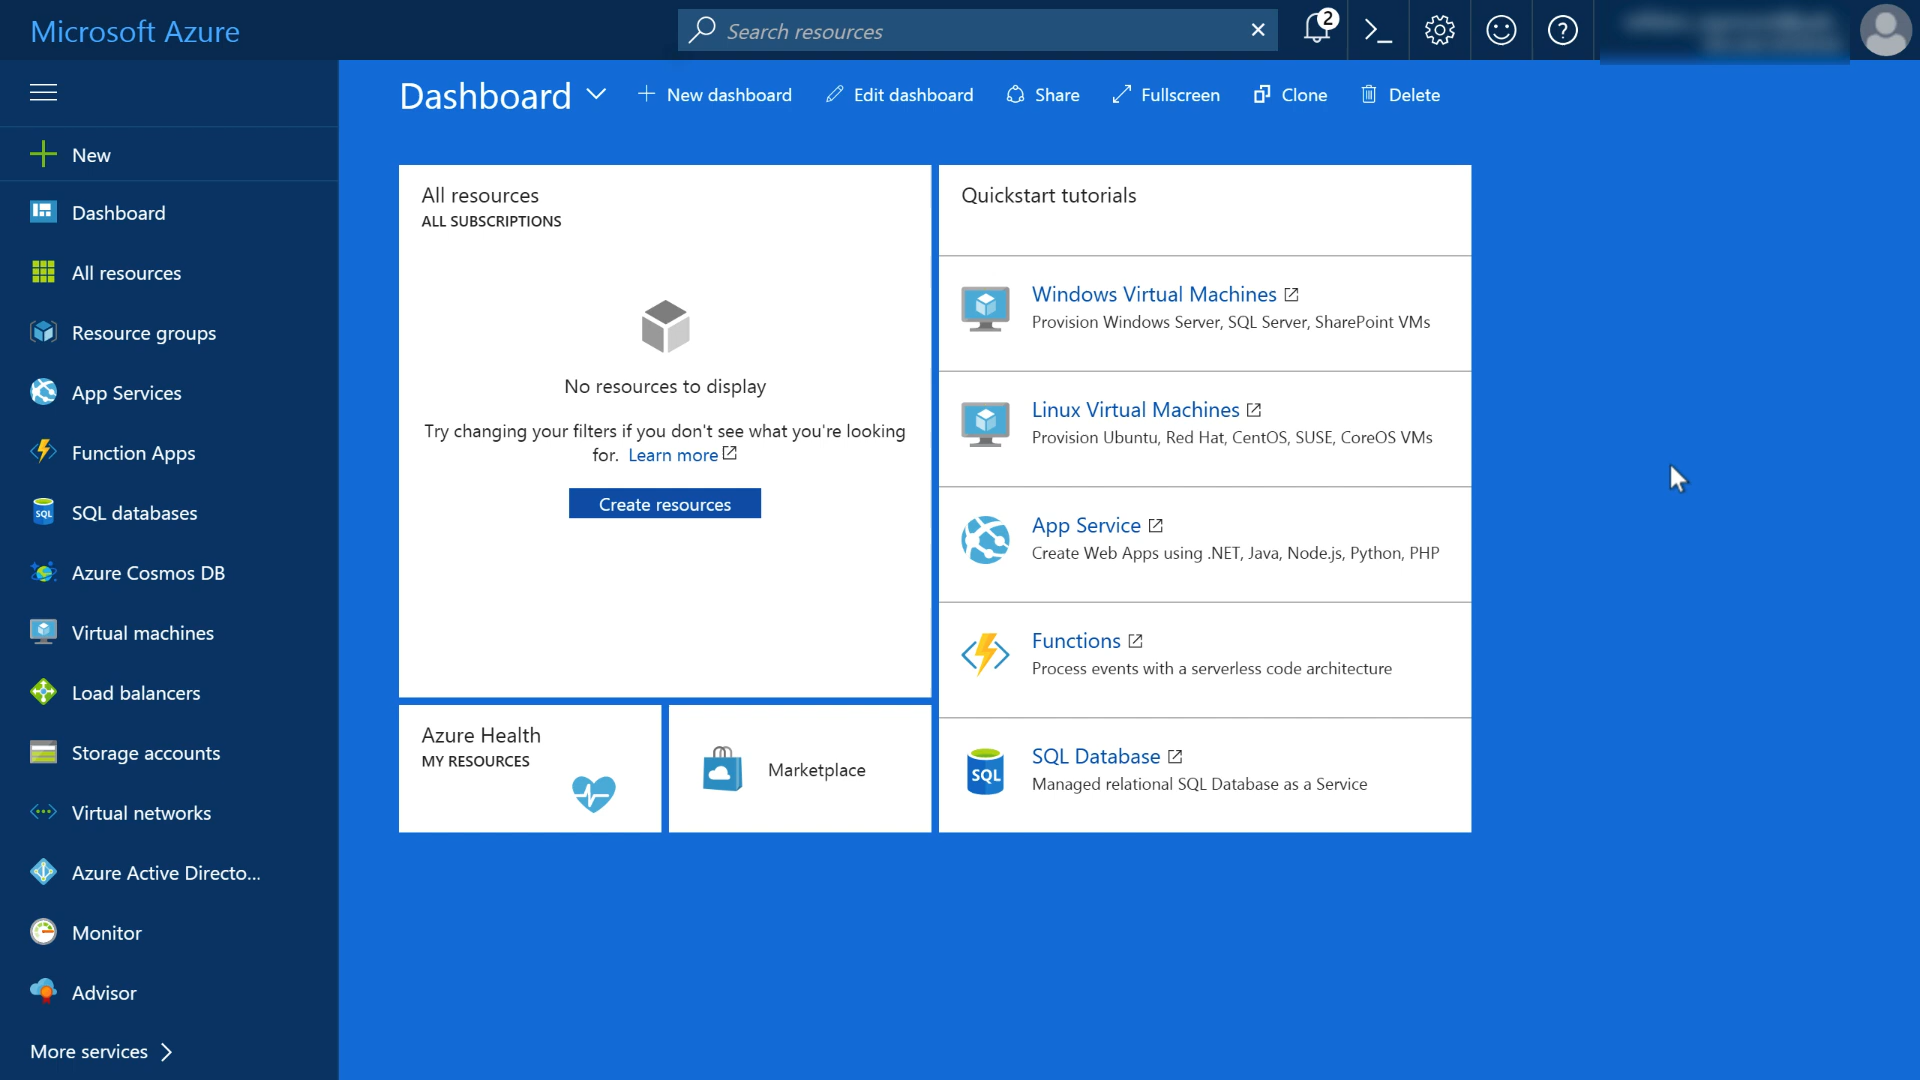 Microsoft Azure
Search resources
2
Dashboard
New dashboard
Edit dashboard
Share
Fullscreen
Clone
Delete
New
Dashboard
All resources
Resource groups
App Services
Function Apps
SQL databases
Azure Cosmos DB
Virtual machines
Load balancers
Storage accounts
Virtual networks
Azure Active Directo...
Monitor
Advisor
More services
All resources
ALL SUBSCRIPTIONS
No resources to display
Try changing your filters if you don't see what you're looking
for. Learn more
Create resources
Azure Health
MY RESOURCES
Marketplace
Quickstart tutorials
Windows Virtual Machines
Provision Windows Server, SQL Server, SharePoint VMs
Linux Virtual Machines
Provision Ubuntu, Red Hat, CentOS, SUSE, CoreOS VMs
App Service
Create Web Apps using .NET, Java, Node.js, Python, PHP
Functions
Process events with a serverless code architecture
SQL
SQL Database
Managed relational SQL Database as a Service